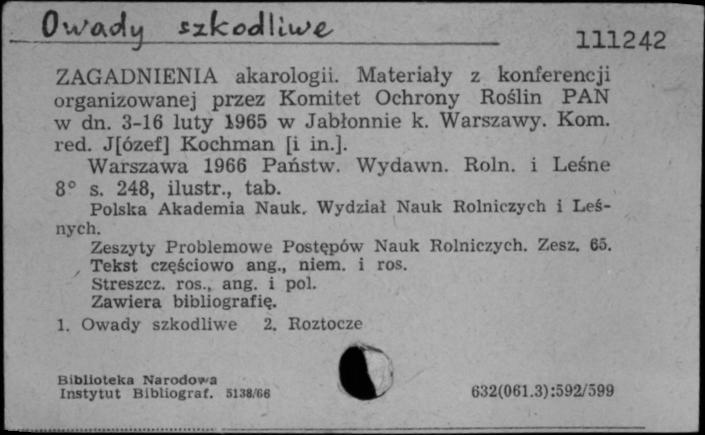 Owady szkodliwe
111242
ZAGADNIENIA akarologii. Materiały z konferencji
organizowanej przez Komitet Ochrony Roślin PAN
w dn. 3-16 luty 1965 w Jabłonnie k. Warszawy. Kom.
red. J[ózef] Kochman [i in.].
Warszawa 1966 Państw. Wydawn. Roln. i Leśne
8° s. 248, ilustr., tab.
Polska Akademia Nauk. Wydział Nauk Rolniczych i Leś-
nych.
Zeszyty Problemowe Postępów Nauk Rolniczych. Zesz. 65.
Tekst częściowo ang., niem. i ros.
Streszcz. ros., ang. i pol.
Zawiera bibliografię.
1. Owady szkodliwe 2. Roztocze
Biblioteka Narodowa
Instytut Bibliograf. 5138/66
632(061.3):592/599